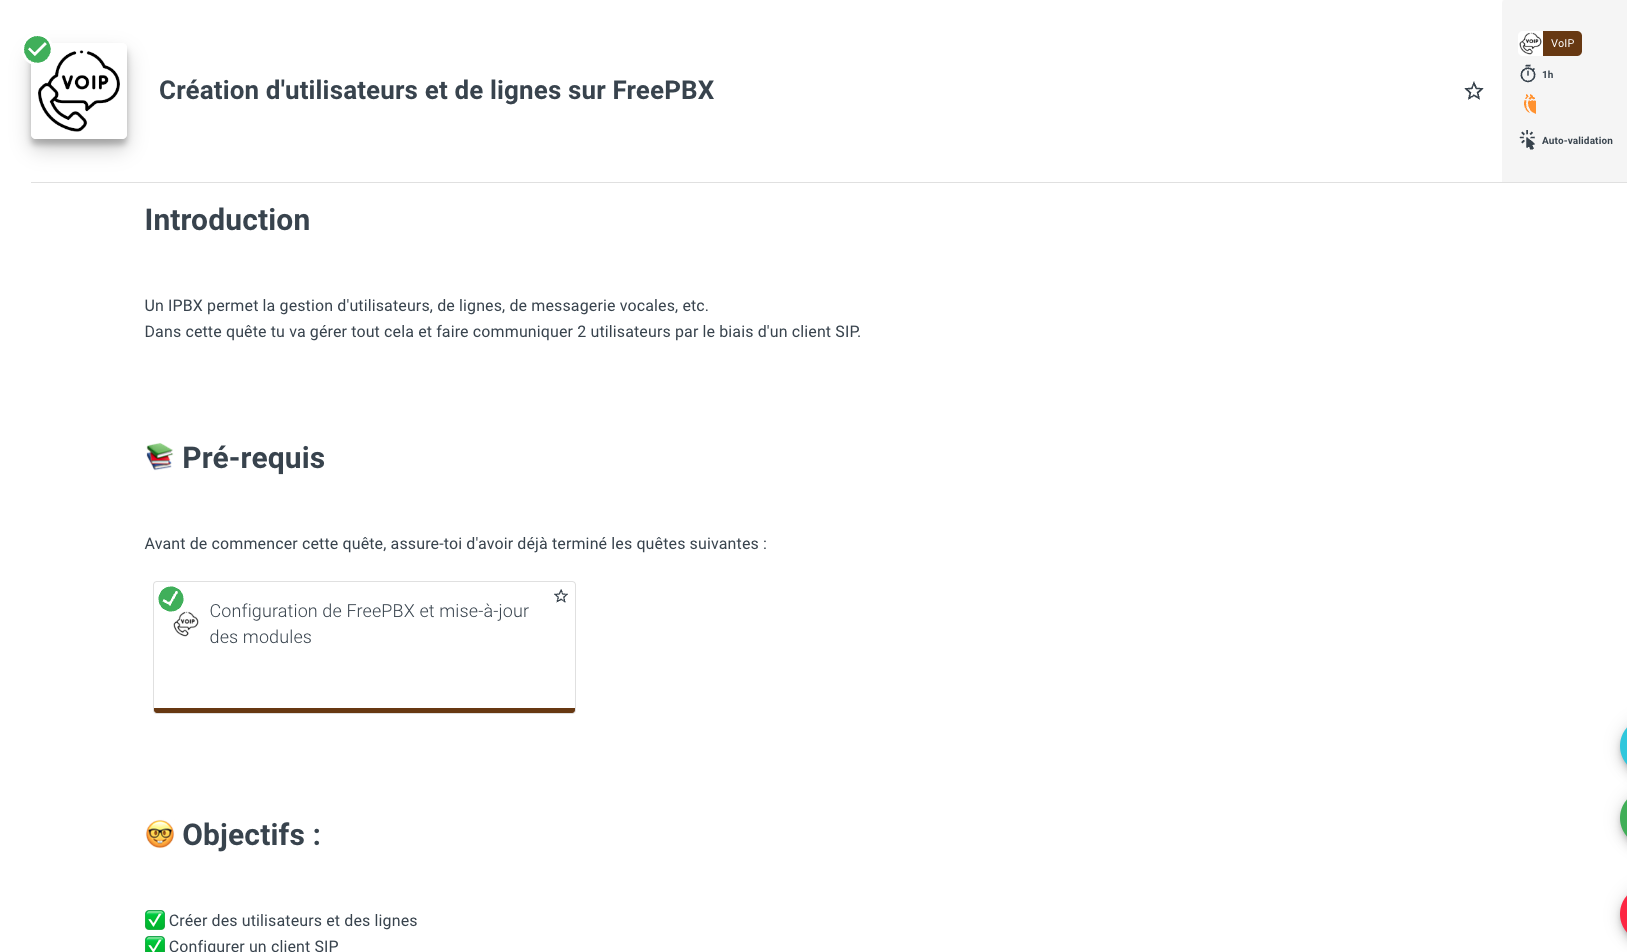 VOIP
Création d'utilisateurs et de lignes sur FreePBX
VOIP
VoIP
1h
Auto-validation
Introduction
Un IPBX permet la gestion d'utilisateurs, de lignes, de messagerie vocales, etc.
Dans cette quête tu va gérer tout cela et faire communiquer 2 utilisateurs par le biais d'un client SIP.
📚 Pré-requis
Avant de commencer cette quête, assure-toi d'avoir déjà terminé les quêtes suivantes :
VOIP
Configuration de FreePBX et mise-à-jour
des modules
🤓 Objectifs :
✅ Créer des utilisateurs et des lignes
✅ Configurer un client SIP